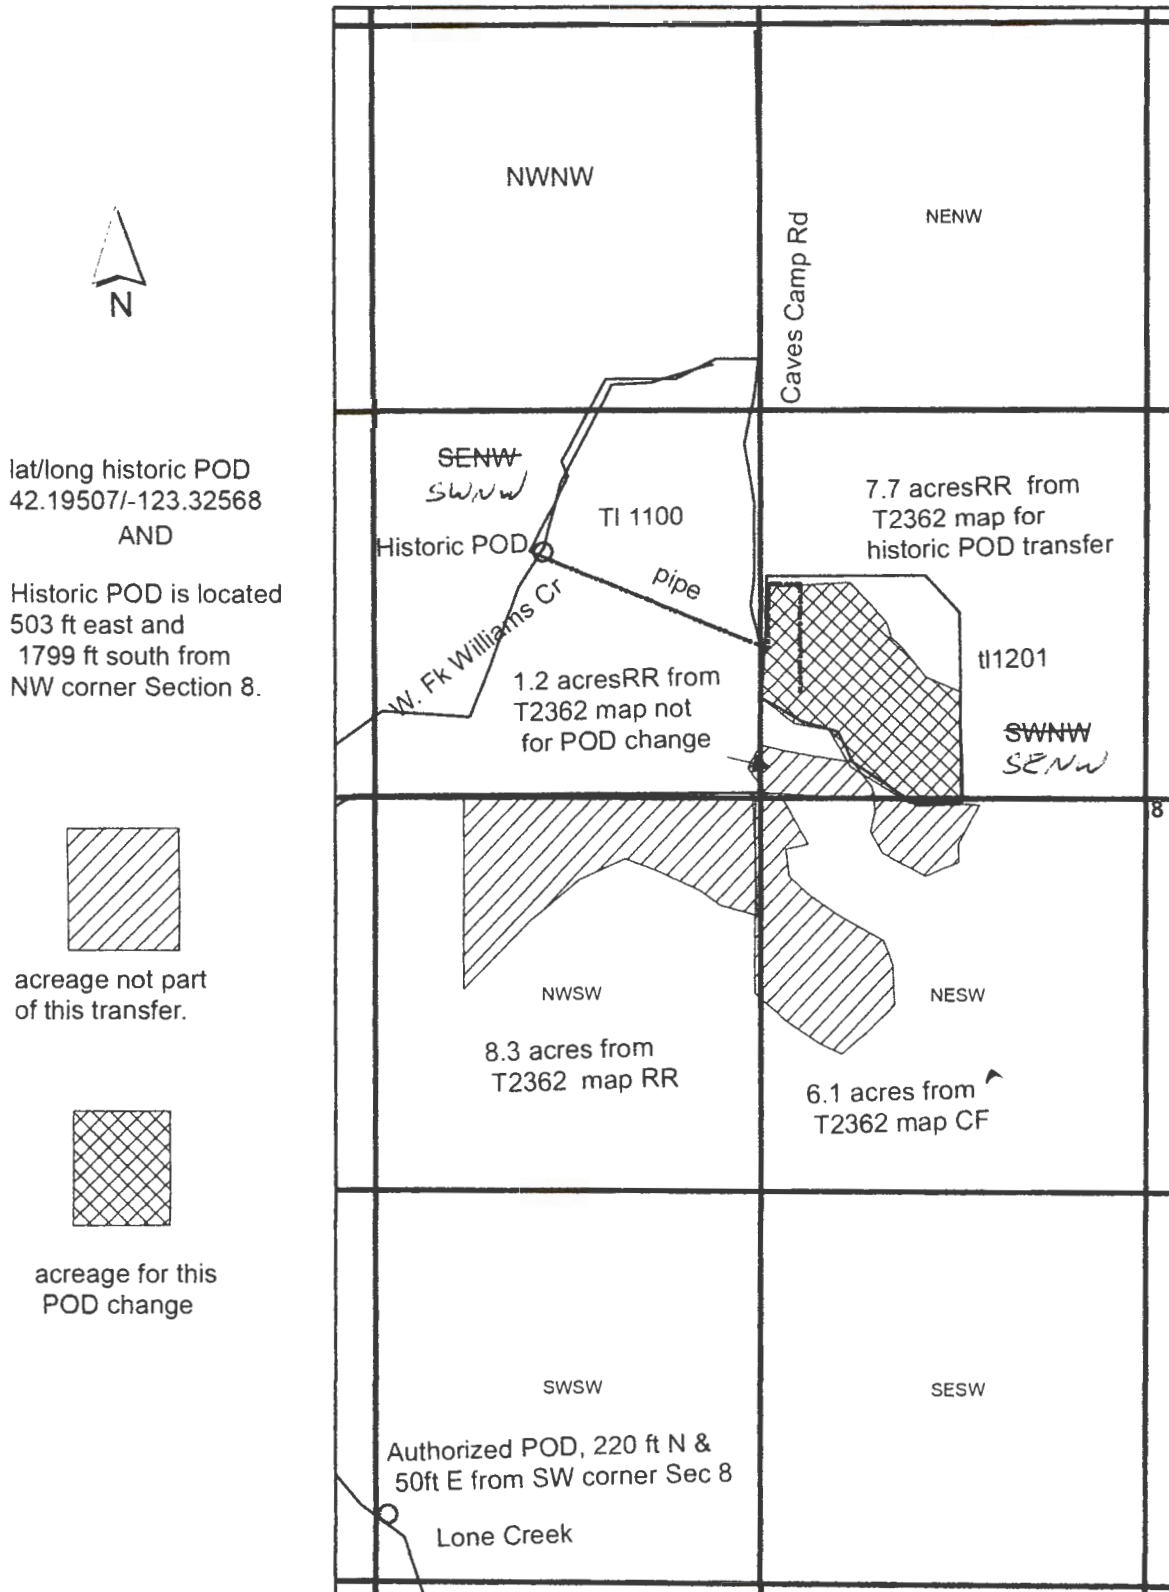 NWNW
NENW
Caves Camp Rd
N
lat/long historic POD
42.19507/-123.32568
AND
Historic POD is located
503 ft east and
1799 ft south from
NW corner Section 8.
SENW
SWNW
Tl 1100
Historic POD
pipe
W. Fk Williams Cr
7.7 acresRR from
T2362 map for
historic POD transfer
tl1201
1.2 acresRR from
T2362 map not
for POD change
SWNW
SENW
8
acreage not part
of this transfer.
NWSW
NESW
8.3 acres from
T2362 map RR
6.1 acres from
T2362 map CF
acreage for this
POD change
SWSW
SESW
Authorized POD, 220 ft N &
50ft E from SW corner Sec 8
Lone Creek